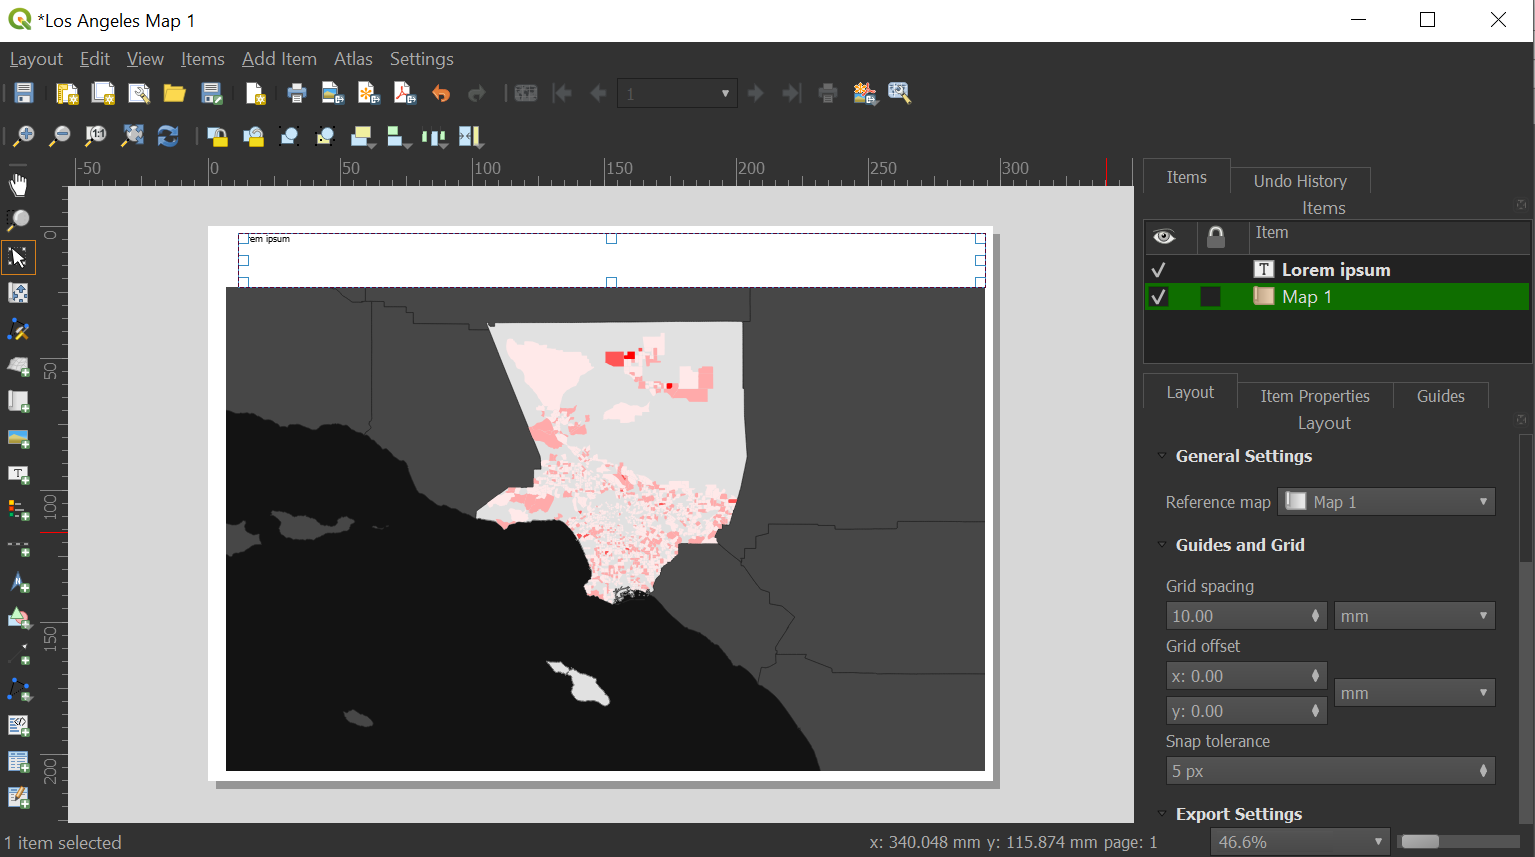 *Los Angeles Map 1
Layout Edit View Items Add Item Atlas Settings
1
1:1
-50 0 50 100 150 200 250 300
0
50
100
150
200
rem ipsum
Items Undo History
Items
Item
Lorem ipsum
Map 1
Layout Item Properties Guides
Layout
General Settings
Reference map Map 1
Guides and Grid
Grid spacing
10.00 mm
Grid offset
x: 0.00
mm
y: 0.00
Snap tolerance
5 px
Export Settings
1 item selected x: 340.048 mm y: 115.874 mm page: 1 46.6%